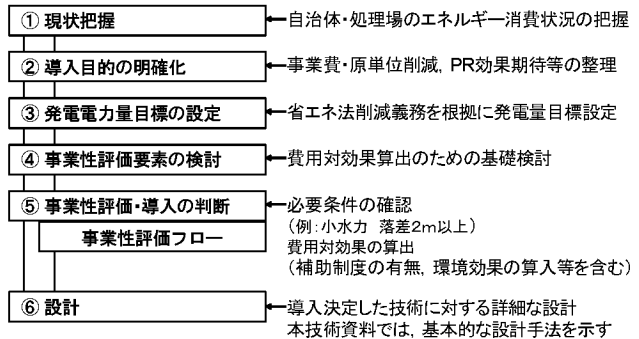 ① 現状把握
自治体・処理場のエネルギー消費状況の把握
② 導入目的の明確化
事業費・原単位削減, PR効果期待等の整理
③ 発電電力量目標の設定
省エネ法削減義務を根拠に発電量目標設定
④ 事業性評価要素の検討
費用対効果算出のための基礎検討
⑤ 事業性評価・導入の判断
必要条件の確認
(例:小水力 落差2m以上)
費用対効果の算出
(補助制度の有無, 環境効果の算入等を含む)
事業性評価フロー
⑥ 設計
導入決定した技術に対する詳細な設計
本技術資料では, 基本的な設計手法を示す